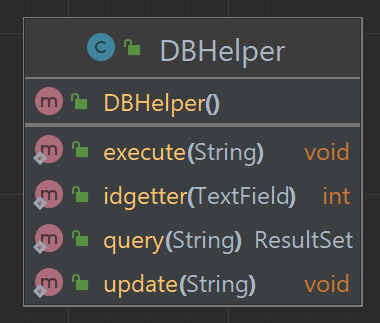 DBHelper
DBHelper()
execute(String) void
idgetter(TextField) int
query(String) ResultSet
update(String) void